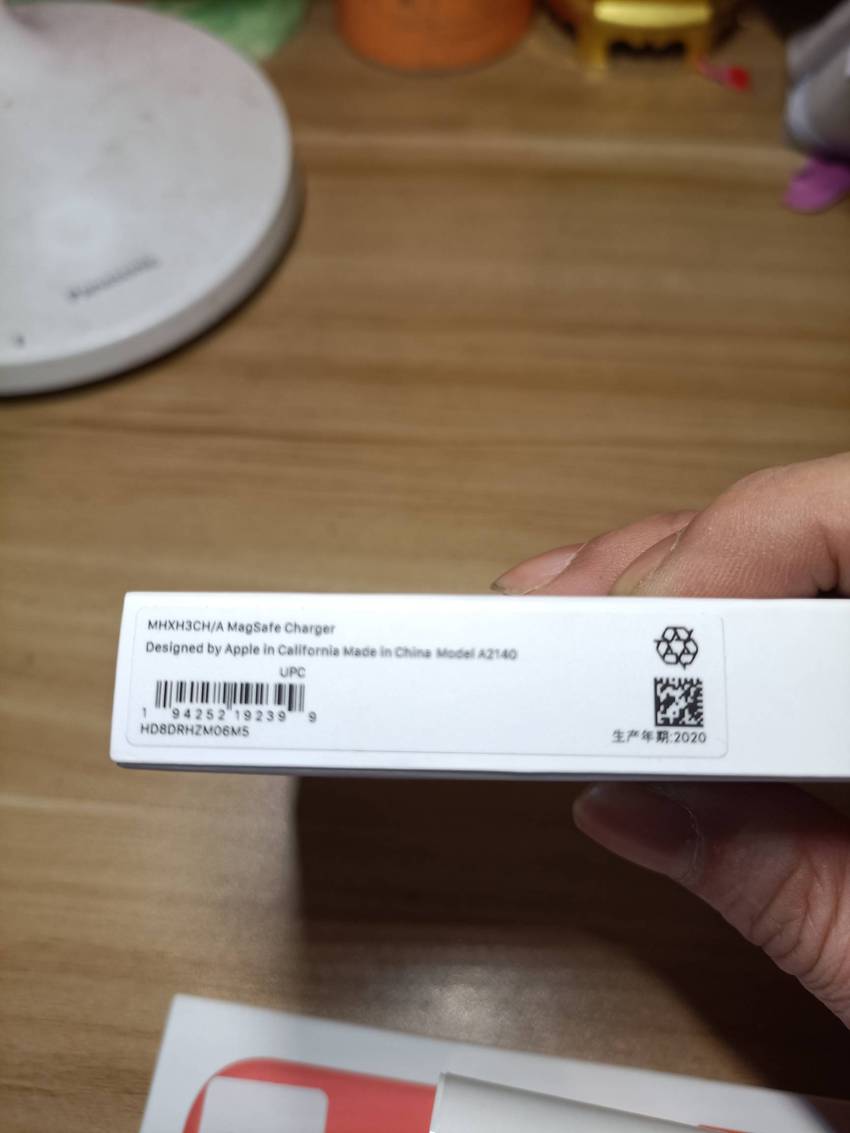 Panasonic
MHXH3CH/A MagSafe Charger
Designed by Apple in California Made in China Model A2140
UPC
1 94252 19239 9
HD8DRHZM06M5
生产年期:2020